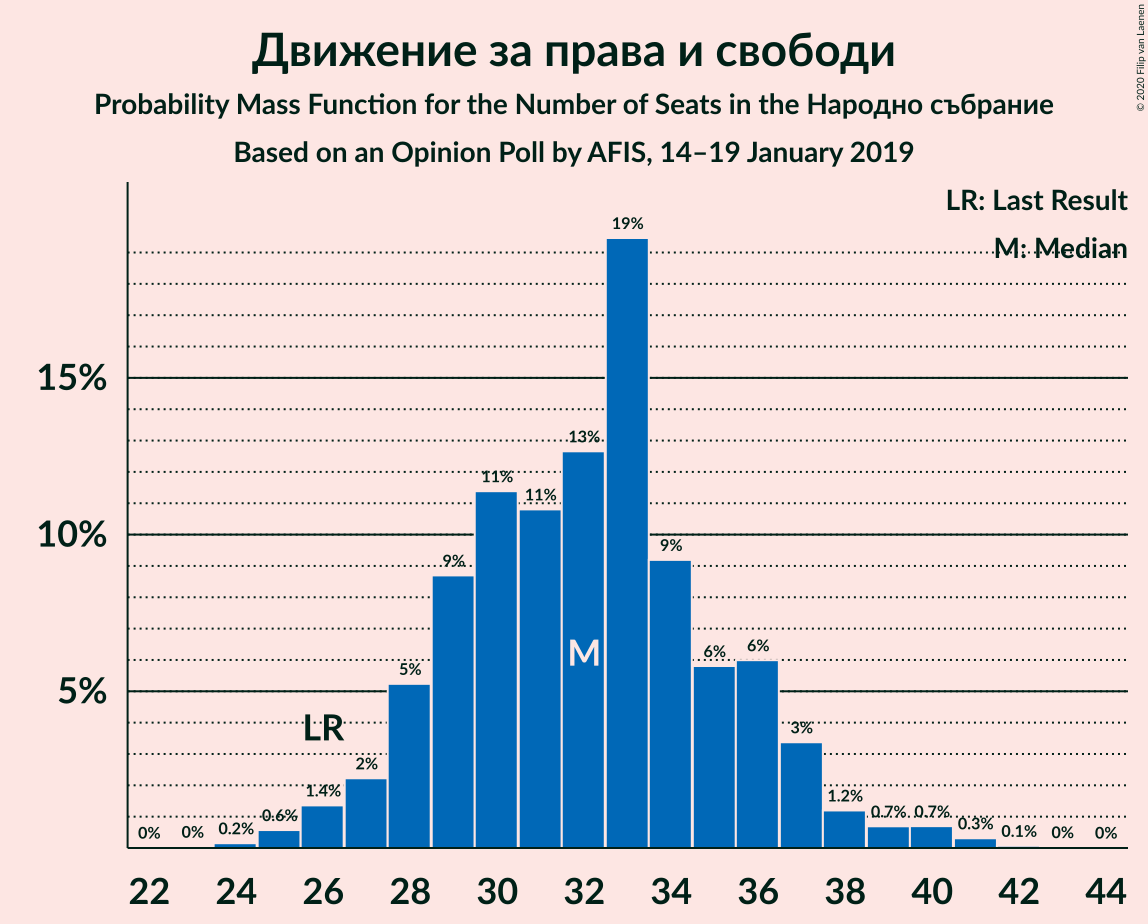 Движение за права и свободи
Probability Mass Function for the Number of Seats in the Народно събрание
Based on an Opinion Poll by AFIS, 14–19 January 2019
© 2020 Filip van Laenen
LR: Last Result
M: Median
15%
10%
5%
0%
0%
0.2%
0.6%
1.4%
2%
5%
9%
11%
11%
13%
19%
9%
6%
6%
3%
1.2%
0.7%
0.7%
0.3%
0.1%
0%
0%
LR
M
22 24 26 28 30 32 34 36 38 40 42 44